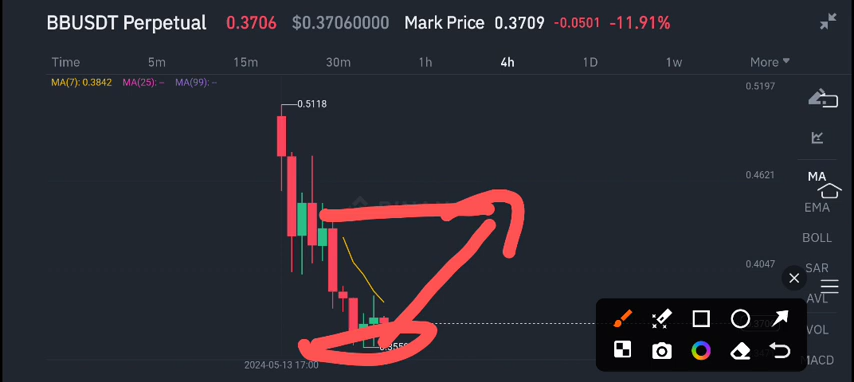 BBUSDT Perpetual 0.3706 $0.37060000 Mark Price 0.3709 -0.0501 -11.91%
Time 5m 15m 30m 1h 4h 1D 1w More
MA(7): 0.3842 MA(25): -- MA(99): --
0.5197
0.5118
0.4621
0.4047
MA
EMA
BOLL
SAR
AVL
VOL
MACD
2024-05-13 17:00